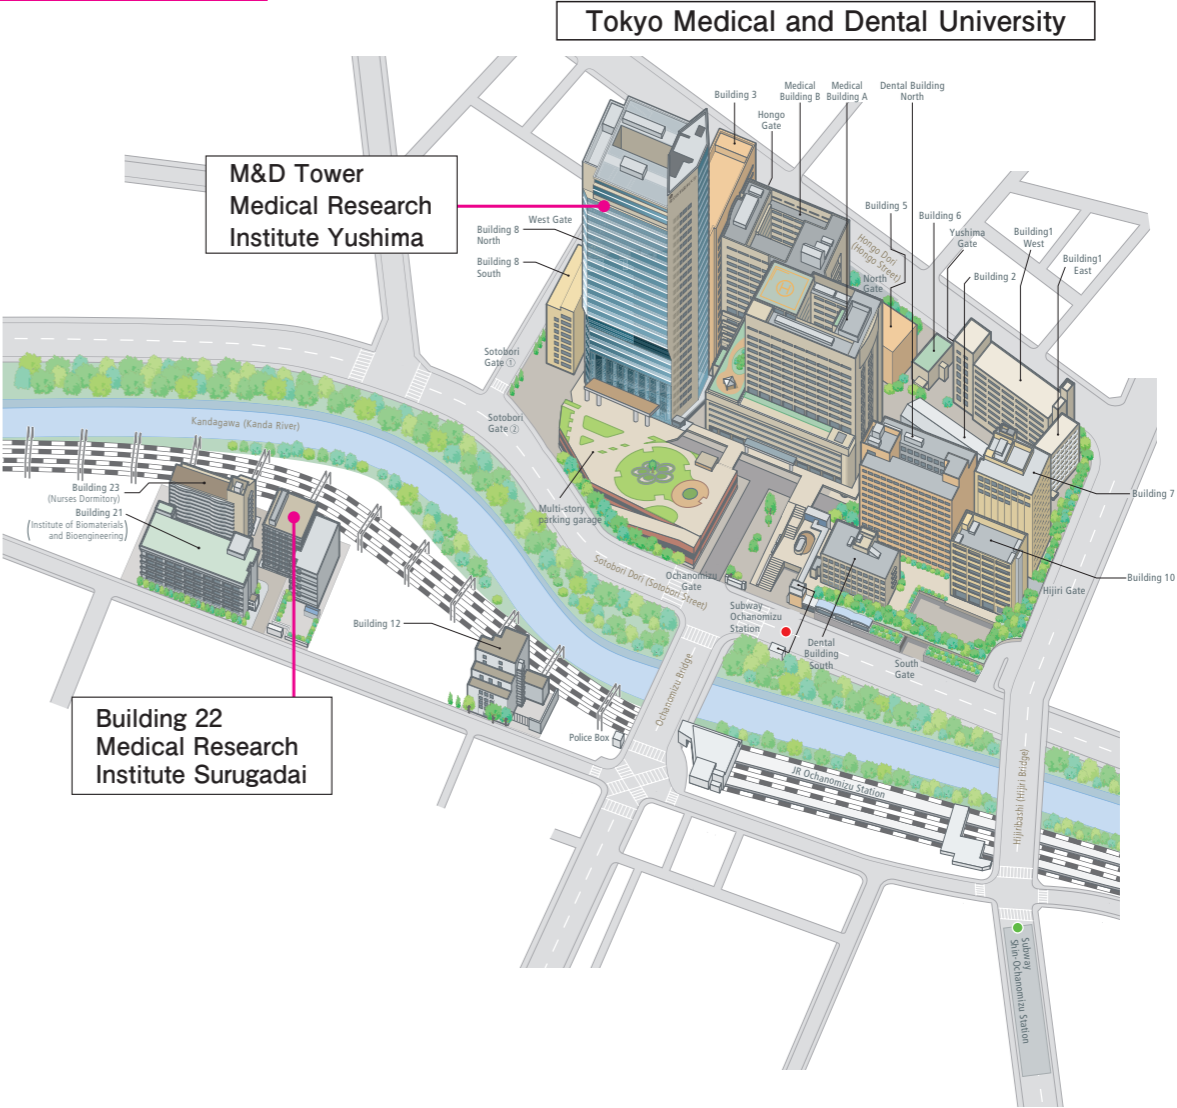 Tokyo Medical and Dental University
Building 3
Medical
Building B
Medical
Building A
Dental Building
North
Hongo
Gate
M&D Tower
Medical Research
Institute Yushima
West Gate
Building 8
North
Building 8
South
Building 5
Building 6
Yushima
Gate
Building1
West
Building1
East
Hongo Dori
(Hongo Street)
North
Gate
Building 2
Sotobori
Gate ①
Sotobori
Gate ②
Kandagawa (Kanda River)
Building 23
(Nurses Dormitory)
Building 21
(Institute of Biomaterials
and Bioengineering)
Multi-story
parking garage
Building 7
Sotobori Dori (Sotobori Street)
Ochanomizu
Gate
Building 10
Hijiri Gate
Subway
Ochanomizu
Station
Building 12
Dental
Building
South
South
Gate
Ochanomizu Bridge
Building 22
Medical Research
Institute Surugadai
Police Box
JR Ochanomizu Station
Hijiribashi (Hijiri Bridge)
Subway
Shin-Ochanomizu Station